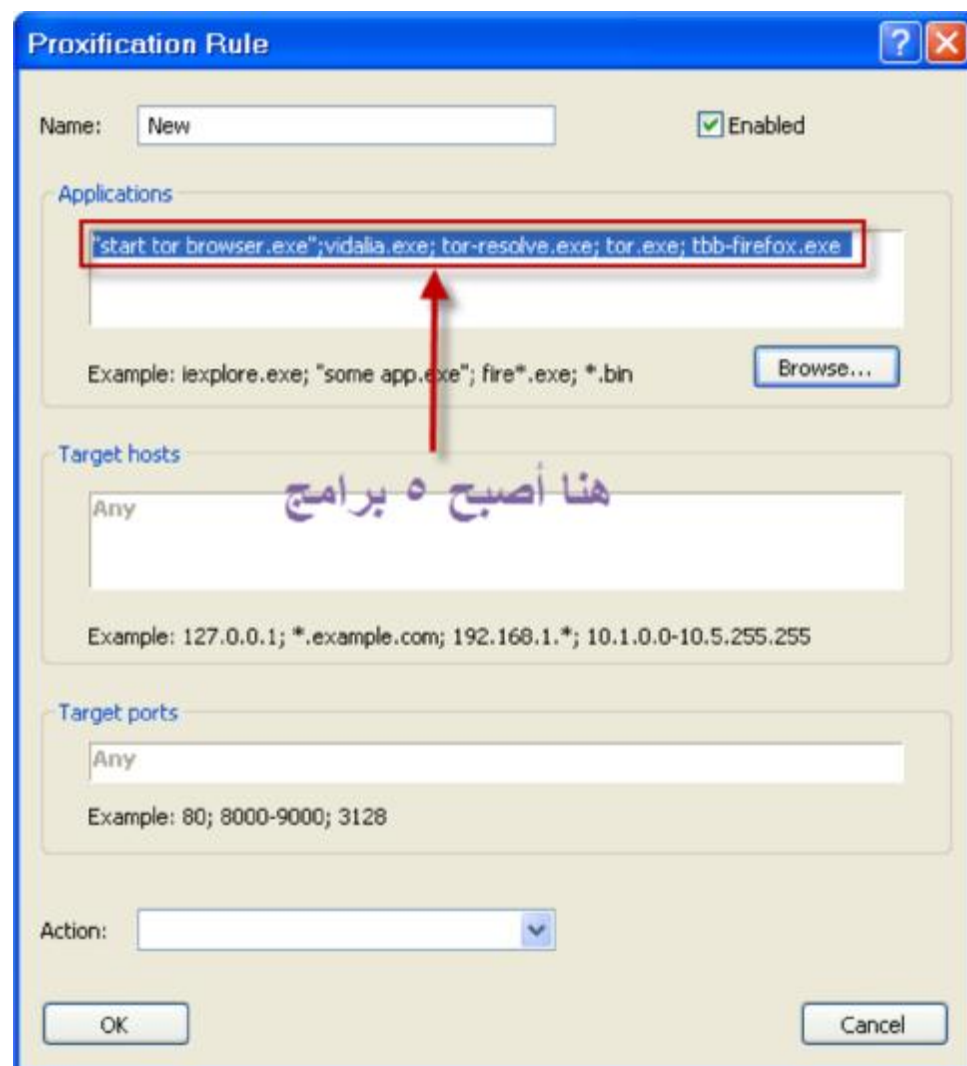 Proxification Rule
Name: New Enabled
Applications
"start tor browser.exe";vidalia.exe; tor-resolve.exe; tor.exe; tbb-firefox.exe
Example: iexplore.exe; "some app.exe"; fire*.exe; *.bin Browse...
Target hosts
Any
هنا أصبح ٥ برامج
Example: 127.0.0.1; *.example.com; 192.168.1.*; 10.1.0.0-10.5.255.255
Target ports
Any
Example: 80; 8000-9000; 3128
Action:
OK Cancel